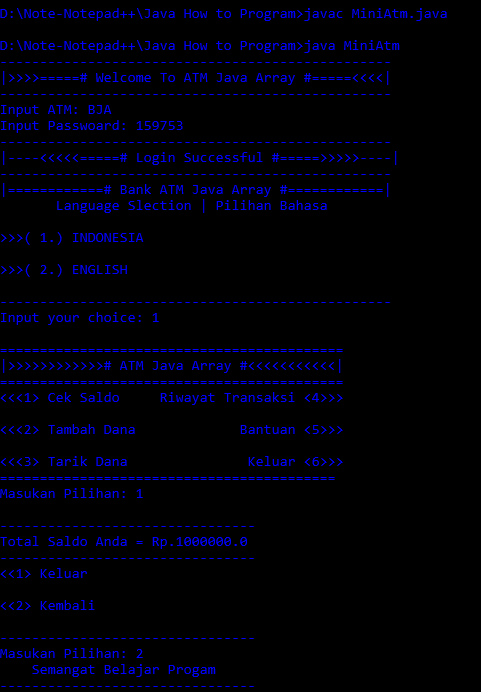 D:\Note-Notepad++\Java How to Program>javac MiniAtm.java
D:\Note-Notepad++\Java How to Program>java MiniAtm
-------------------------------------------------
|>>>>=====# Welcome To ATM Java Array #=====<<<<|
-------------------------------------------------
Input ATM: BJA
Input Passwoard: 159753
-------------------------------------------------
|----<<<<<=====# Login Successful #=====>>>>>----|
-------------------------------------------------
|============# Bank ATM Java Array #============|
Language Slection | Pilihan Bahasa
>>>( 1.) INDONESIA
>>>( 2.) ENGLISH
-------------------------------------------------
Input your choice: 1
===========================================
|>>>>>>>>>>>># ATM Java Array #<<<<<<<<<<<|
===========================================
<<<1> Cek Saldo     Riwayat Transaksi <4>>>
<<<2> Tambah Dana             Bantuan <5>>>
<<<3> Tarik Dana               Keluar <6>>>
==========================================
Masukan Pilihan: 1
--------------------------------
Total Saldo Anda = Rp.1000000.0
--------------------------------
<<1> Keluar
<<2> Kembali
--------------------------------
Masukan Pilihan: 2
Semangat Belajar Progam
--------------------------------